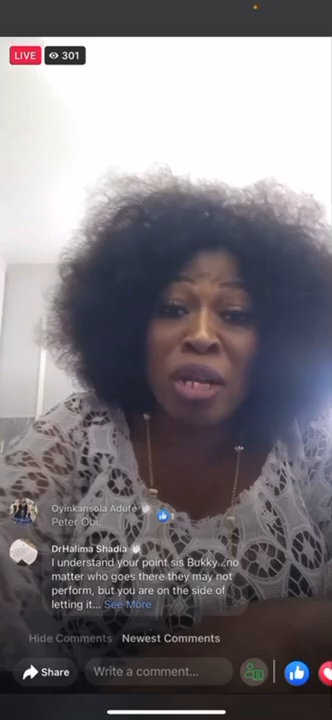 LIVE
301
Oyinkansola Adufe
Peter Obi.
1
DrHalima Shadia
I understand your point sis Bukky...no
matter who goes there they may not
perform, but you are on the side of
letting it... See More
Hide Comments Newest Comments
Share
Write a comment...